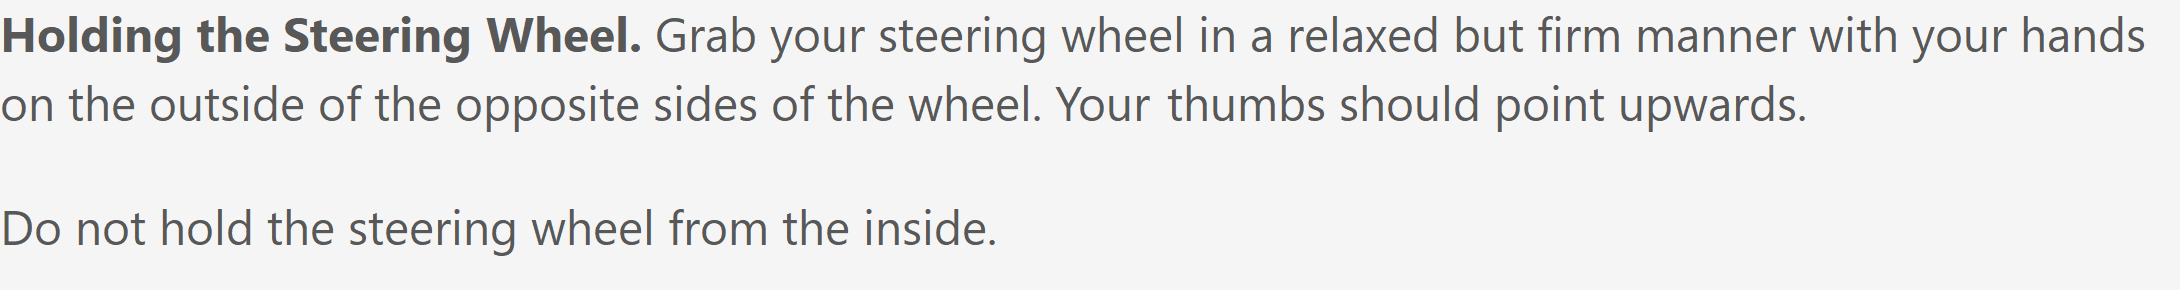 Holding the Steering Wheel. Grab your steering wheel in a relaxed but firm manner with your hands
on the outside of the opposite sides of the wheel. Your thumbs should point upwards.
Do not hold the steering wheel from the inside.